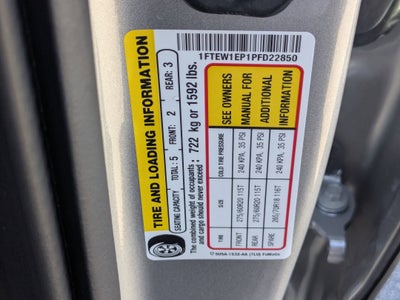 1FTEW1EP1PFD22850
TIRE AND LOADING INFORMATION
SEATING CAPACITY TOTAL: 5 FRONT: 2 REAR: 3
The combined weight of occupants
and cargo should never exceed: 722 kg or 1592 lbs.
TIRE SIZE COLD TIRE PRESSURE
FRONT 275/60R20 115T 240 KPA, 35 PSI
REAR 275/60R20 115T 240 KPA, 35 PSI
SPARE 265/70R18 116T 240 KPA, 35 PSI
SEE OWNERS
MANUAL FOR
ADDITIONAL
INFORMATION